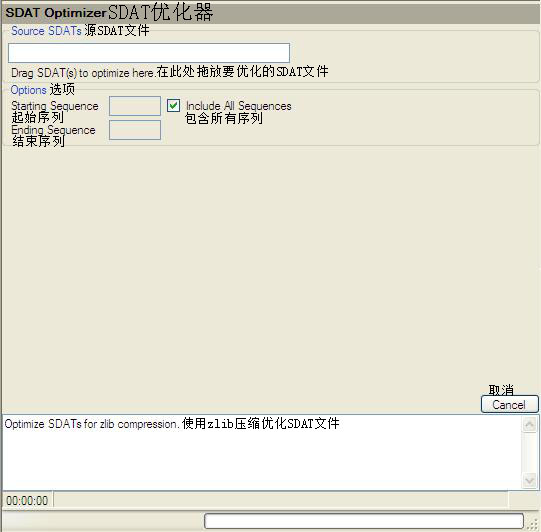 SDAT Optimizer SDAT优化器
Source SDATs 源SDAT文件
Drag SDAT(s) to optimize here.在此处拖放要优化的SDAT文件
Options 选项
Starting Sequence
起始序列
Include All Sequences
包含所有序列
Ending Sequence
结束序列
取消
Cancel
Optimize SDATs for zlib compression. 使用zlib压缩优化SDAT文件
00:00:00